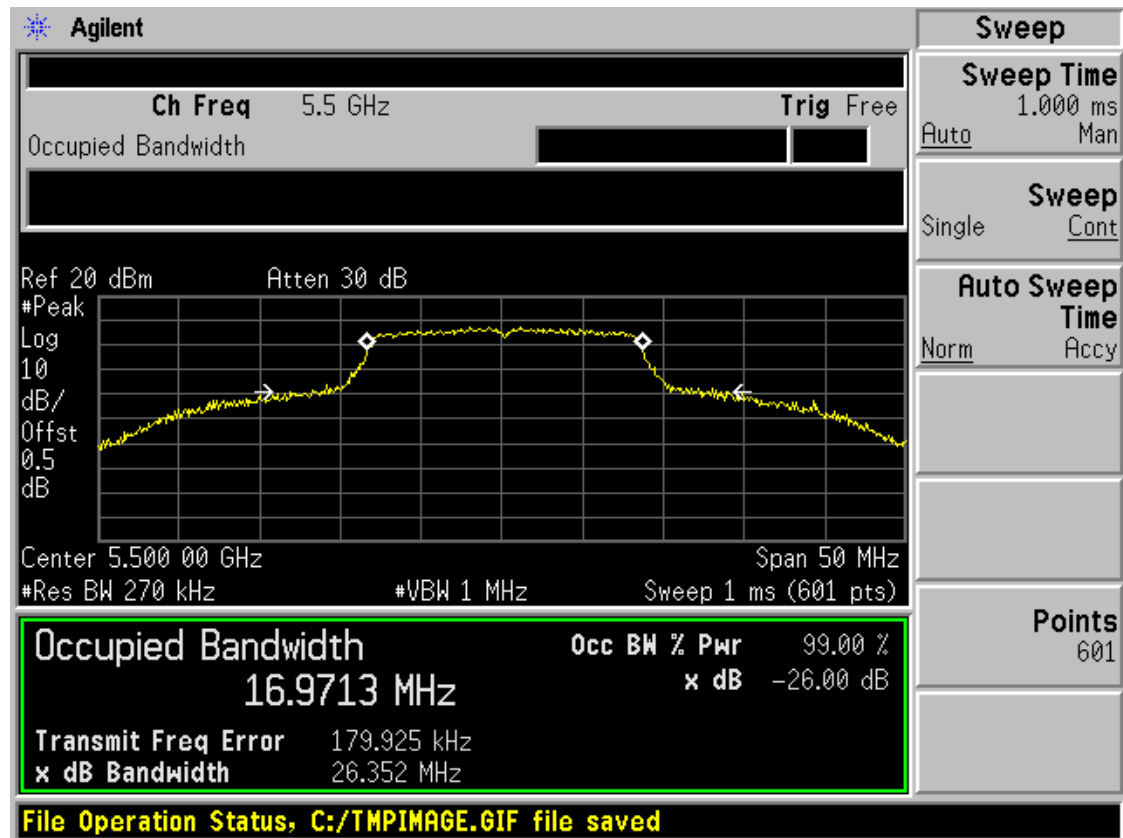 Agilent
Sweep
Ch Freq 5.5 GHz Trig Free
Occupied Bandwidth
Sweep Time
1.000 ms
Auto Man
Sweep
Single Cont
Auto Sweep
Time
Norm Accy
Points
601
Ref 20 dBm Atten 30 dB
#Peak
Log
10
dB/
Offst
0.5
dB
Center 5.500 00 GHz Span 50 MHz
#Res BW 270 kHz #VBW 1 MHz Sweep 1 ms (601 pts)
Occupied Bandwidth
16.9713 MHz
Occ BW % Pwr 99.00 %
x dB -26.00 dB
Transmit Freq Error 179.925 kHz
x dB Bandwidth 26.352 MHz
File Operation Status, C:/TMPIMAGE.GIF file saved